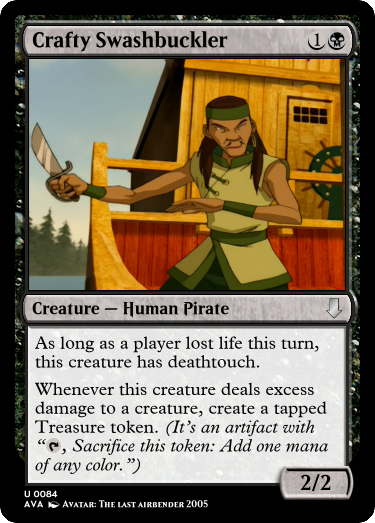 Crafty Swashbuckler 1
Creature — Human Pirate
As long as a player lost life this turn,
this creature has deathtouch.
Whenever this creature deals excess
damage to a creature, create a tapped
Treasure token. (It's an artifact with
“, Sacrifice this token: Add one mana
of any color.”)
2/2
U 0084
AVA Avatar: The last airbender 2005